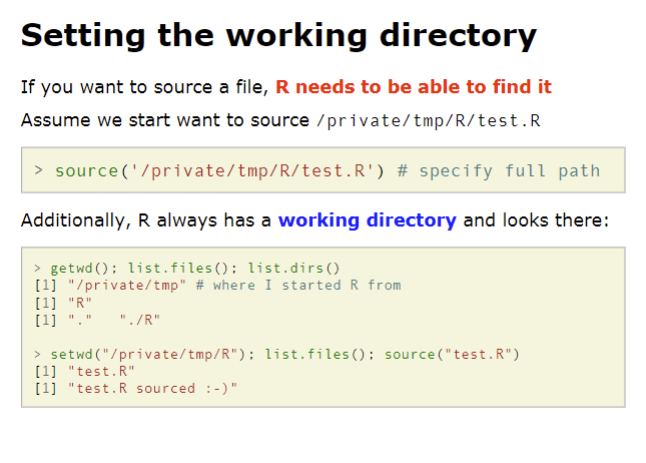 Setting the working directory
If you want to source a file, R needs to be able to find it
Assume we start want to source /private/tmp/R/test.R
> source('/private/tmp/R/test.R') # specify full path
Additionally, R always has a working directory and looks there:
> getwd(); list.files(); list.dirs()
[1] "/private/tmp" # where I started R from
[1] "R"
[1] "." "./R"
> setwd("/private/tmp/R"); list.files(); source("test.R")
[1] "test.R"
[1] "test.R sourced :-)"